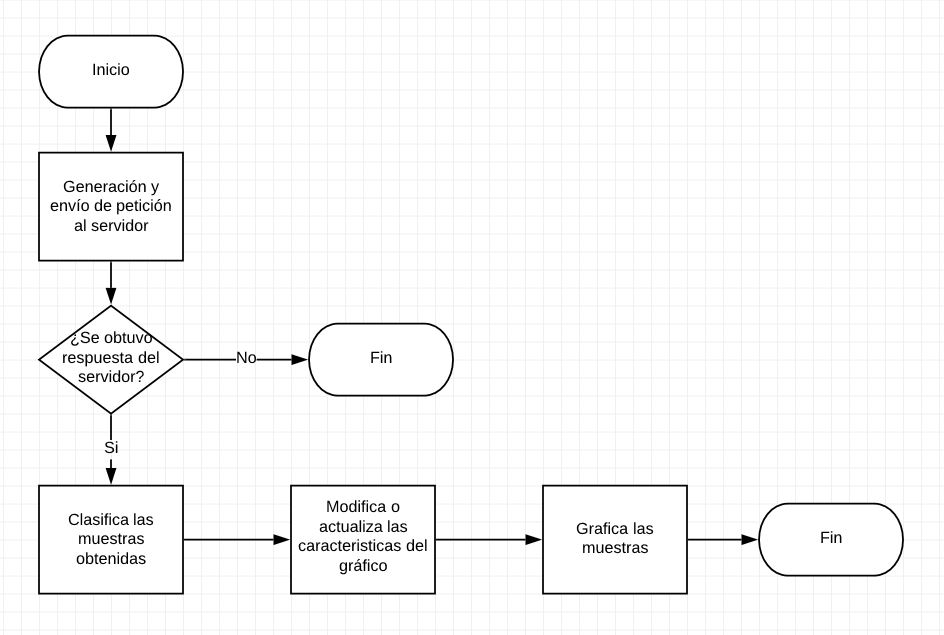 Inicio
Generación y
envío de petición
al servidor
¿Se obtuvo
respuesta del
servidor?
No
Fin
Si
Clasifica las
muestras
obtenidas
Modifica o
actualiza las
caracteristicas del
gráfico
Grafica las
muestras
Fin